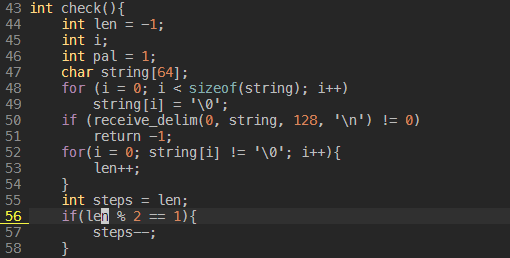 43 int check(){
44     int len = -1;
45     int i;
46     int pal = 1;
47     char string[64];
48     for (i = 0; i < sizeof(string); i++)
49         string[i] = '\0';
50     if (receive_delim(0, string, 128, '\n') != 0)
51         return -1;
52     for(i = 0; string[i] != '\0'; i++){
53         len++;
54     }
55     int steps = len;
56     if(len % 2 == 1){
57         steps--;
58     }